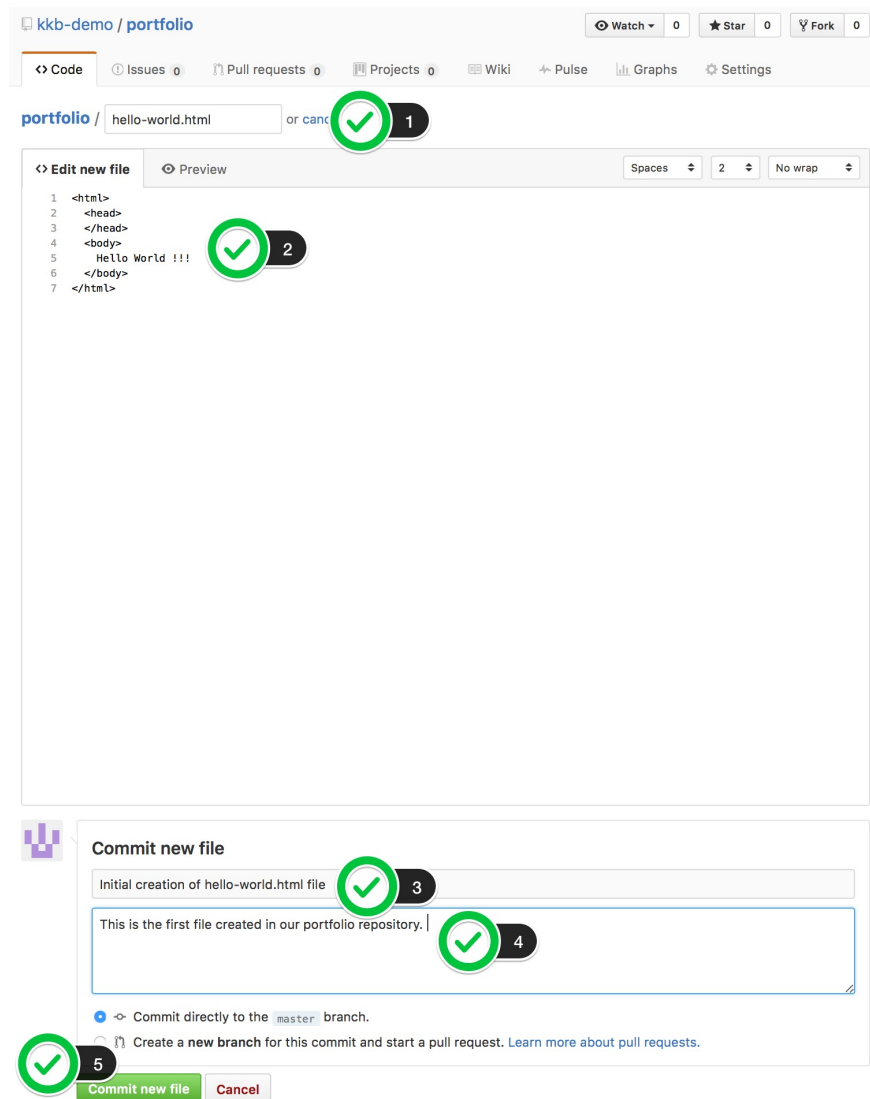 kkb-demo / portfolio
Watch 0 Star 0 Fork 0
Code Issues 0 Pull requests 0 Projects 0 Wiki Pulse Graphs Settings
portfolio / hello-world.html or 1
<> Edit new file Preview Spaces 2 No wrap
1 <html>
2 <head>
3 </head>
4 <body>
5 Hello World !!!
6 </body>
7 </html>
2
Commit new file
Initial creation of hello-world.html file 3
This is the first file created in our portfolio repository.
4
Commit directly to the master branch.
Create a new branch for this commit and start a pull request. Learn more about pull requests.
5
Commit new file Cancel